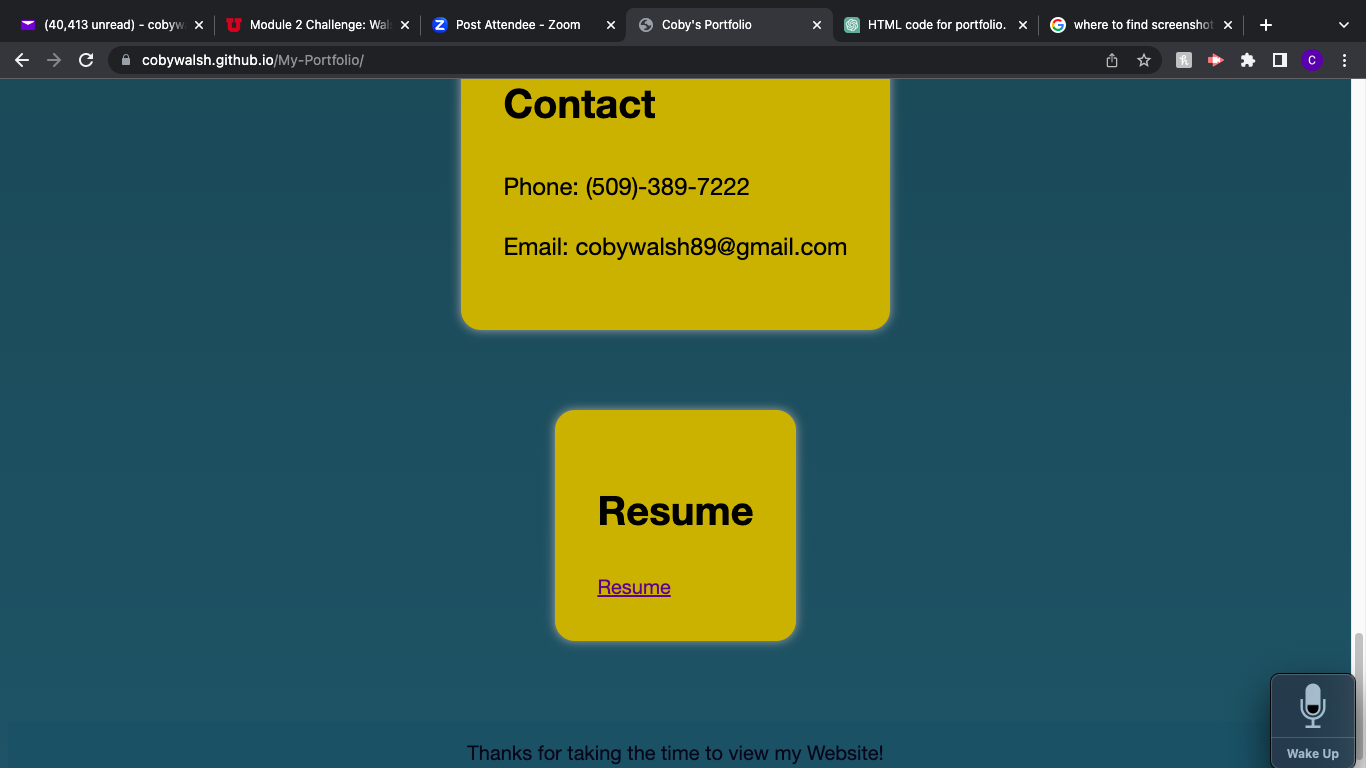 (40,413 unread) - cobyw
Module 2 Challenge: Wal
Post Attendee - Zoom
Coby's Portfolio
HTML code for portfolio.
where to find screenshot
cobywalsh.github.io/My-Portfolio/
C
Contact
Phone: (509)-389-7222
Email: cobywalsh89@gmail.com
Resume
Resume
Thanks for taking the time to view my Website!
Wake Up